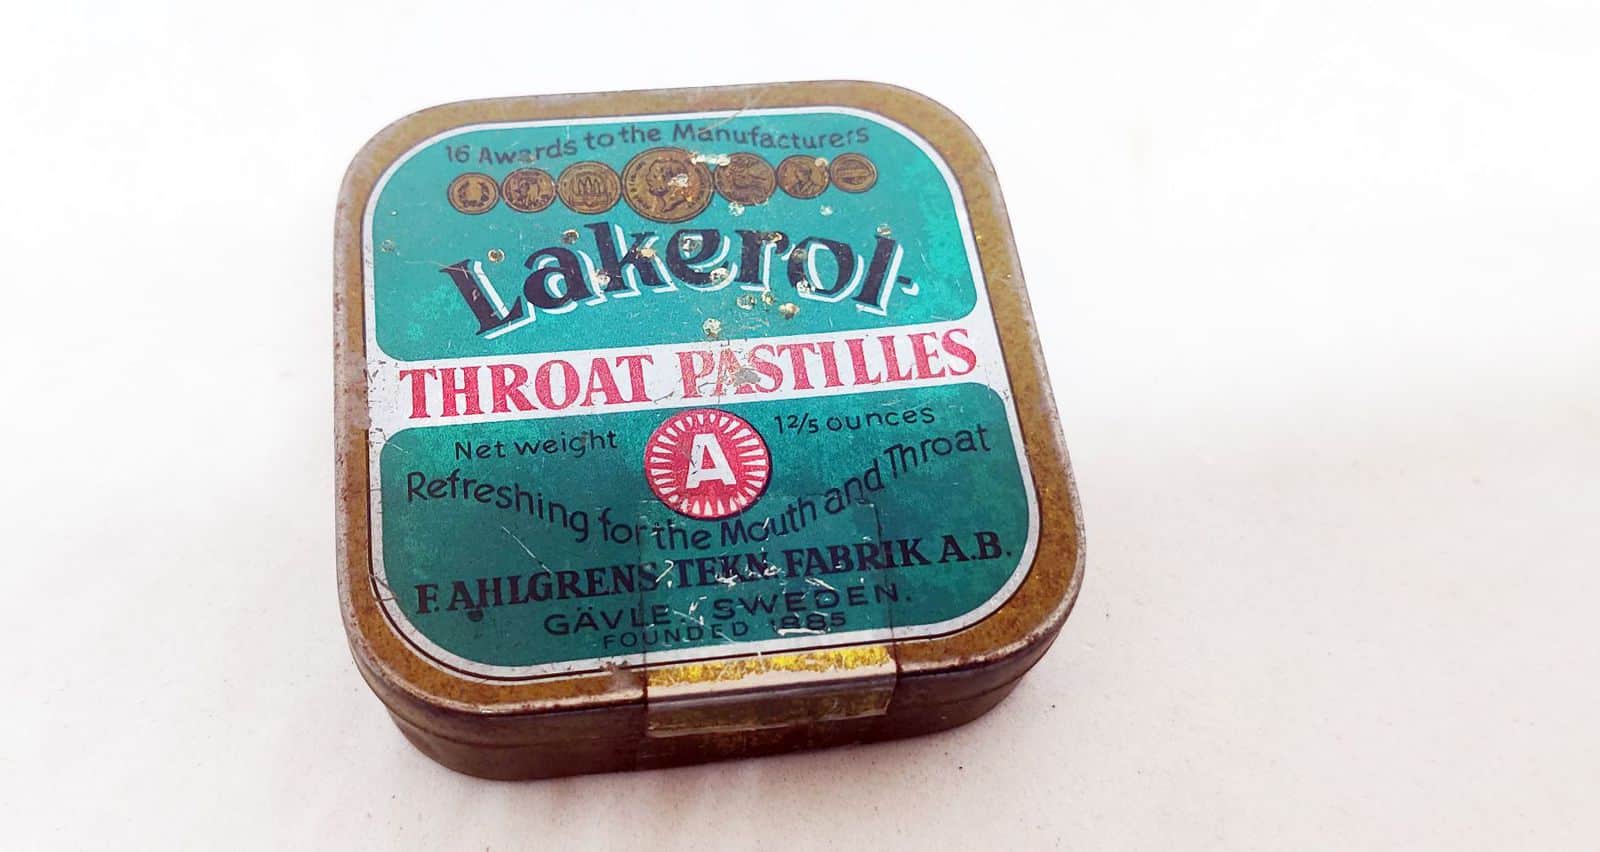 16 Awards to the Manufacturers
Lakerol.
THROAT PASTILLES
Net weight A 1 2/5 ounces
Refreshing for the Mouth and Throat
F. AHLGRENS TEKN. FABRIK A.B.
GÄVLE. SWEDEN.
FOUNDED 1885